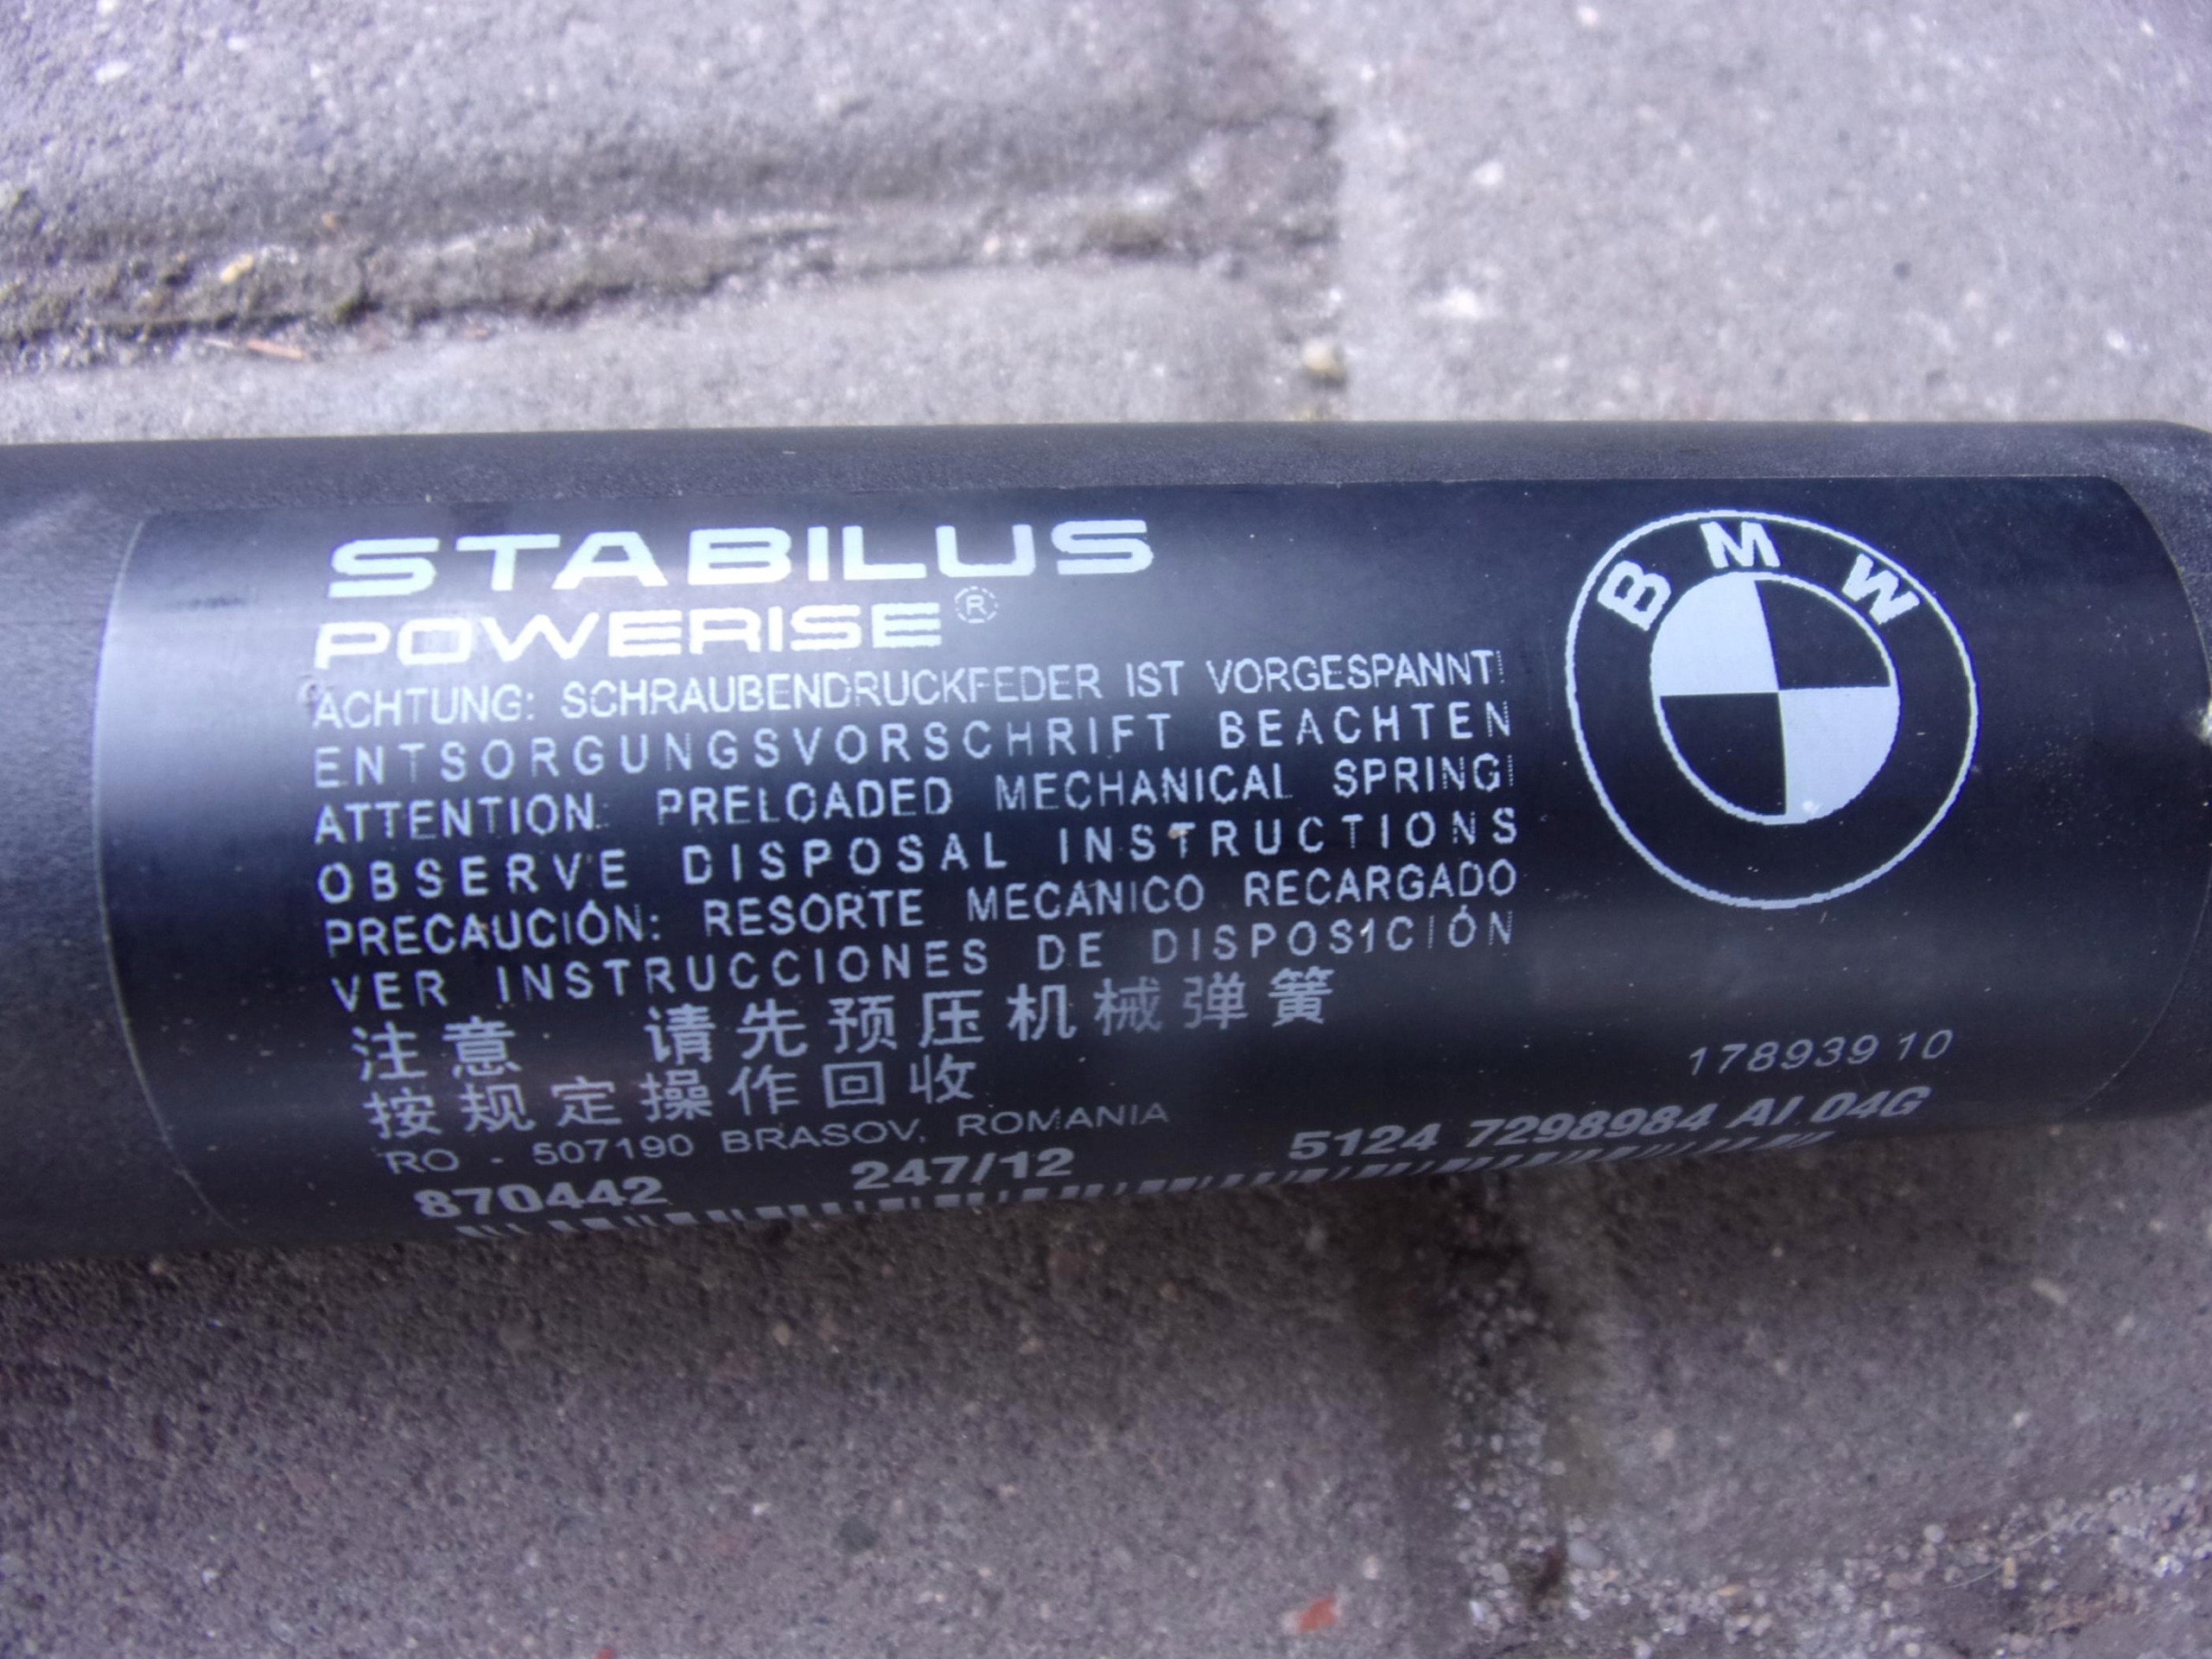 STABILUS
POWERISE®
BMW
ACHTUNG: SCHRAUBENDRUCKFEDER IST VORGESPANNT!
ENTSORGUNGSVORSCHRIFT BEACHTEN
ATTENTION: PRELOADED MECHANICAL SPRING!
OBSERVE DISPOSAL INSTRUCTIONS
PRECAUCIÓN: RESORTE MECANICO RECARGADO
VER INSTRUCCIONES DE DISPOSICIÓN
注意 请先预压机械弹簧
按规定操作回收
178939 10
RO - 507190 BRASOV, ROMANIA
870442 247/12 5124 7298984 AI 04G